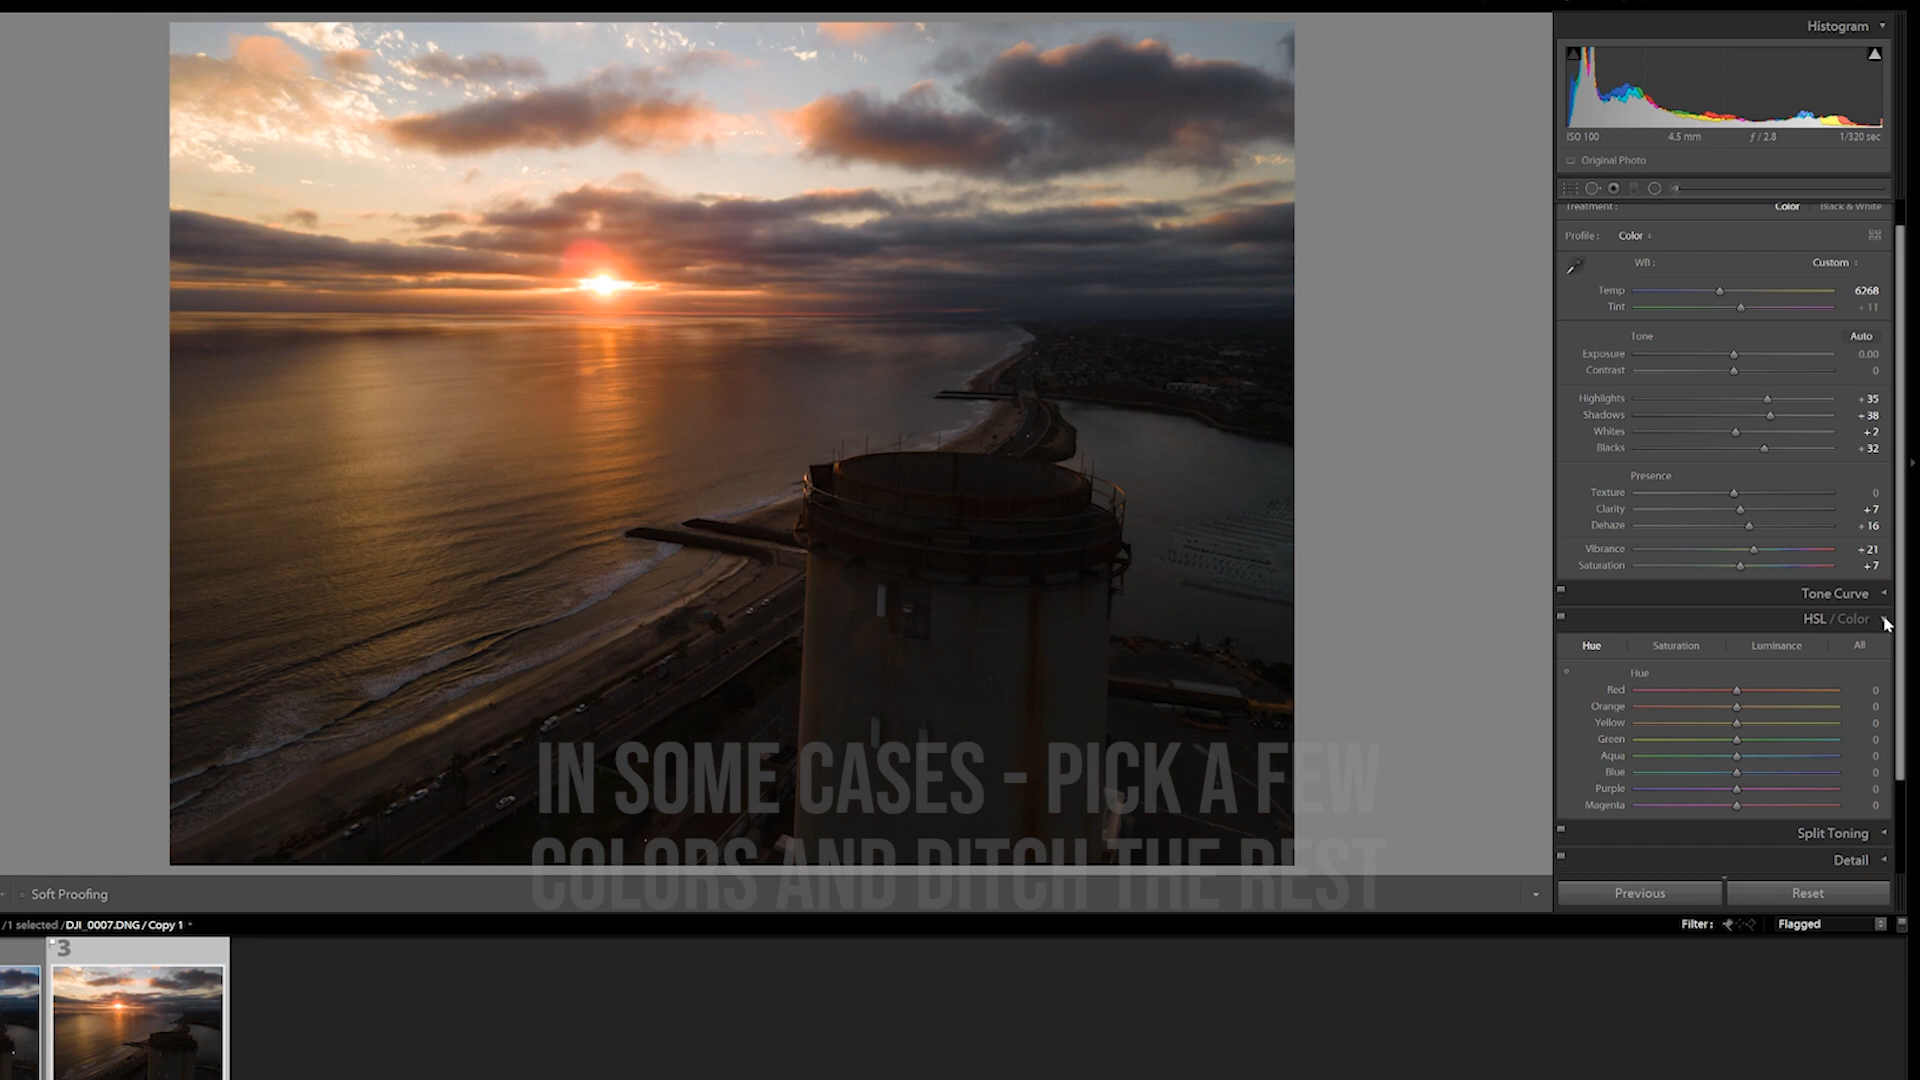 Histogram
ISO 100 4.5 mm ƒ / 2.8 1/320 sec
Original Photo
Treatment : Color Black & White
Profile : Color
WB : Custom
Temp 6268
Tint + 11
Tone Auto
Exposure 0.00
Contrast 0
Highlights + 35
Shadows + 38
Whites + 2
Blacks + 32
Presence
Texture 0
Clarity + 7
Dehaze + 16
Vibrance + 21
Saturation + 7
Tone Curve
HSL / Color
Hue Saturation Luminance All
Hue
Red 0
Orange 0
Yellow 0
Green 0
Aqua 0
Blue 0
Purple 0
Magenta 0
Split Toning
Detail
Previous Reset
IN SOME CASES - PICK A FEW
COLORS AND DITCH THE REST
Soft Proofing
/1 selected / DJI_0007.DNG / Copy 1
Filter : Flagged
3